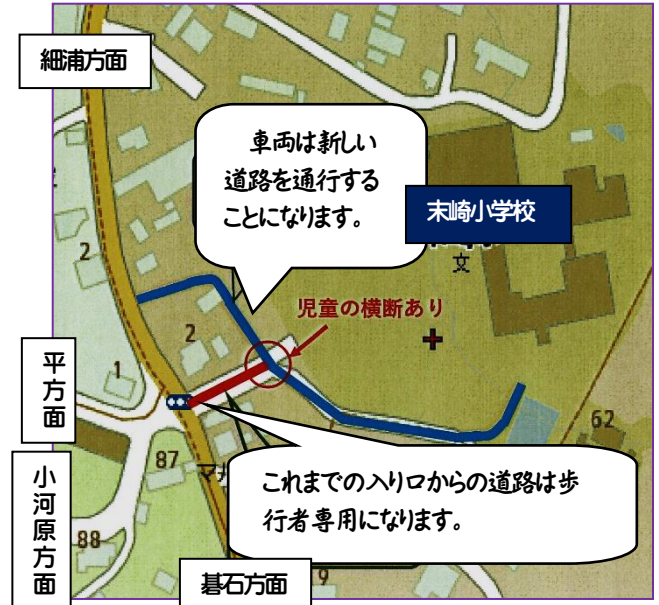 細浦方面
車両は新しい
道路を通行する
ことになります。
末崎小学校
文
児童の横断あり
2
2
1
平方面
62
87
マ
これまでの入り口からの道路は歩
行者専用になります。
小河原方面
88
碁石方面
9